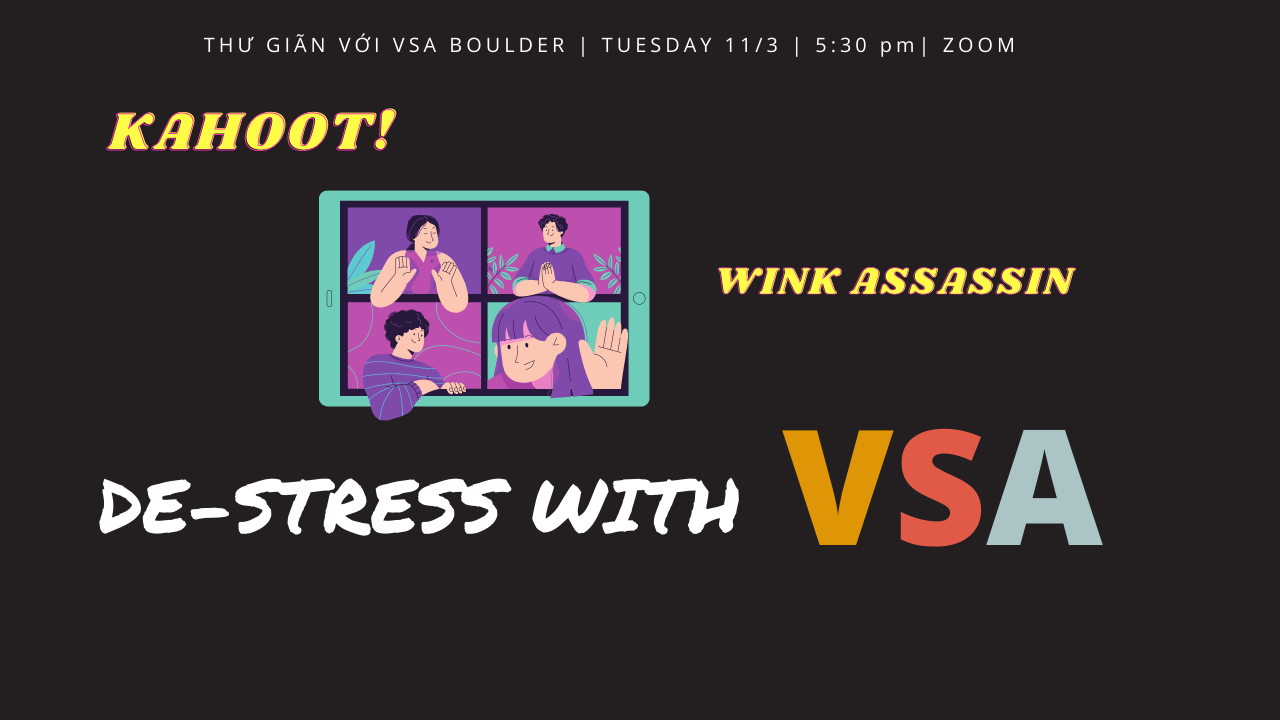 THƯ GIÃN VỚI VSA BOULDER | TUESDAY 11/3 | 5:30 pm| ZOOM
KAHOOT!
WINK ASSASSIN
DE-STRESS WITH VSA